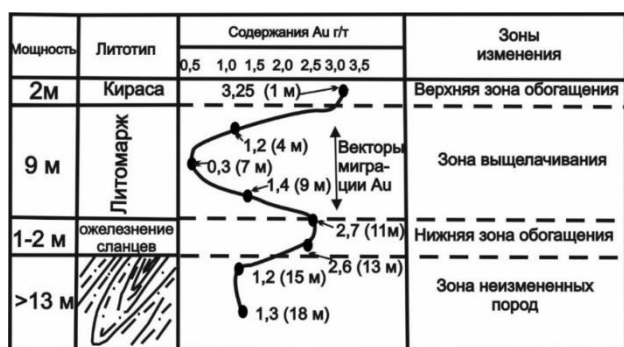 Мощность
Литотип
Содержания Au г/т
0,5 1,0 1,5 2,0 2,5 3,0 3,5
Зоны
изменения
2м
Кираса
3,25 (1 м)
Верхняя зона обогащения
9 м
Литомарж
1,2 (4 м)
0,3 (7 м)
1,4 (9 м)
Векторы
мигра-
ции Au
Зона выщелачивания
1-2 м
ожелезнение
сланцев
2,7 (11м)
2,6 (13 м)
Нижняя зона обогащения
>13 м
1,2 (15 м)
1,3 (18 м)
Зона неизмененных
пород